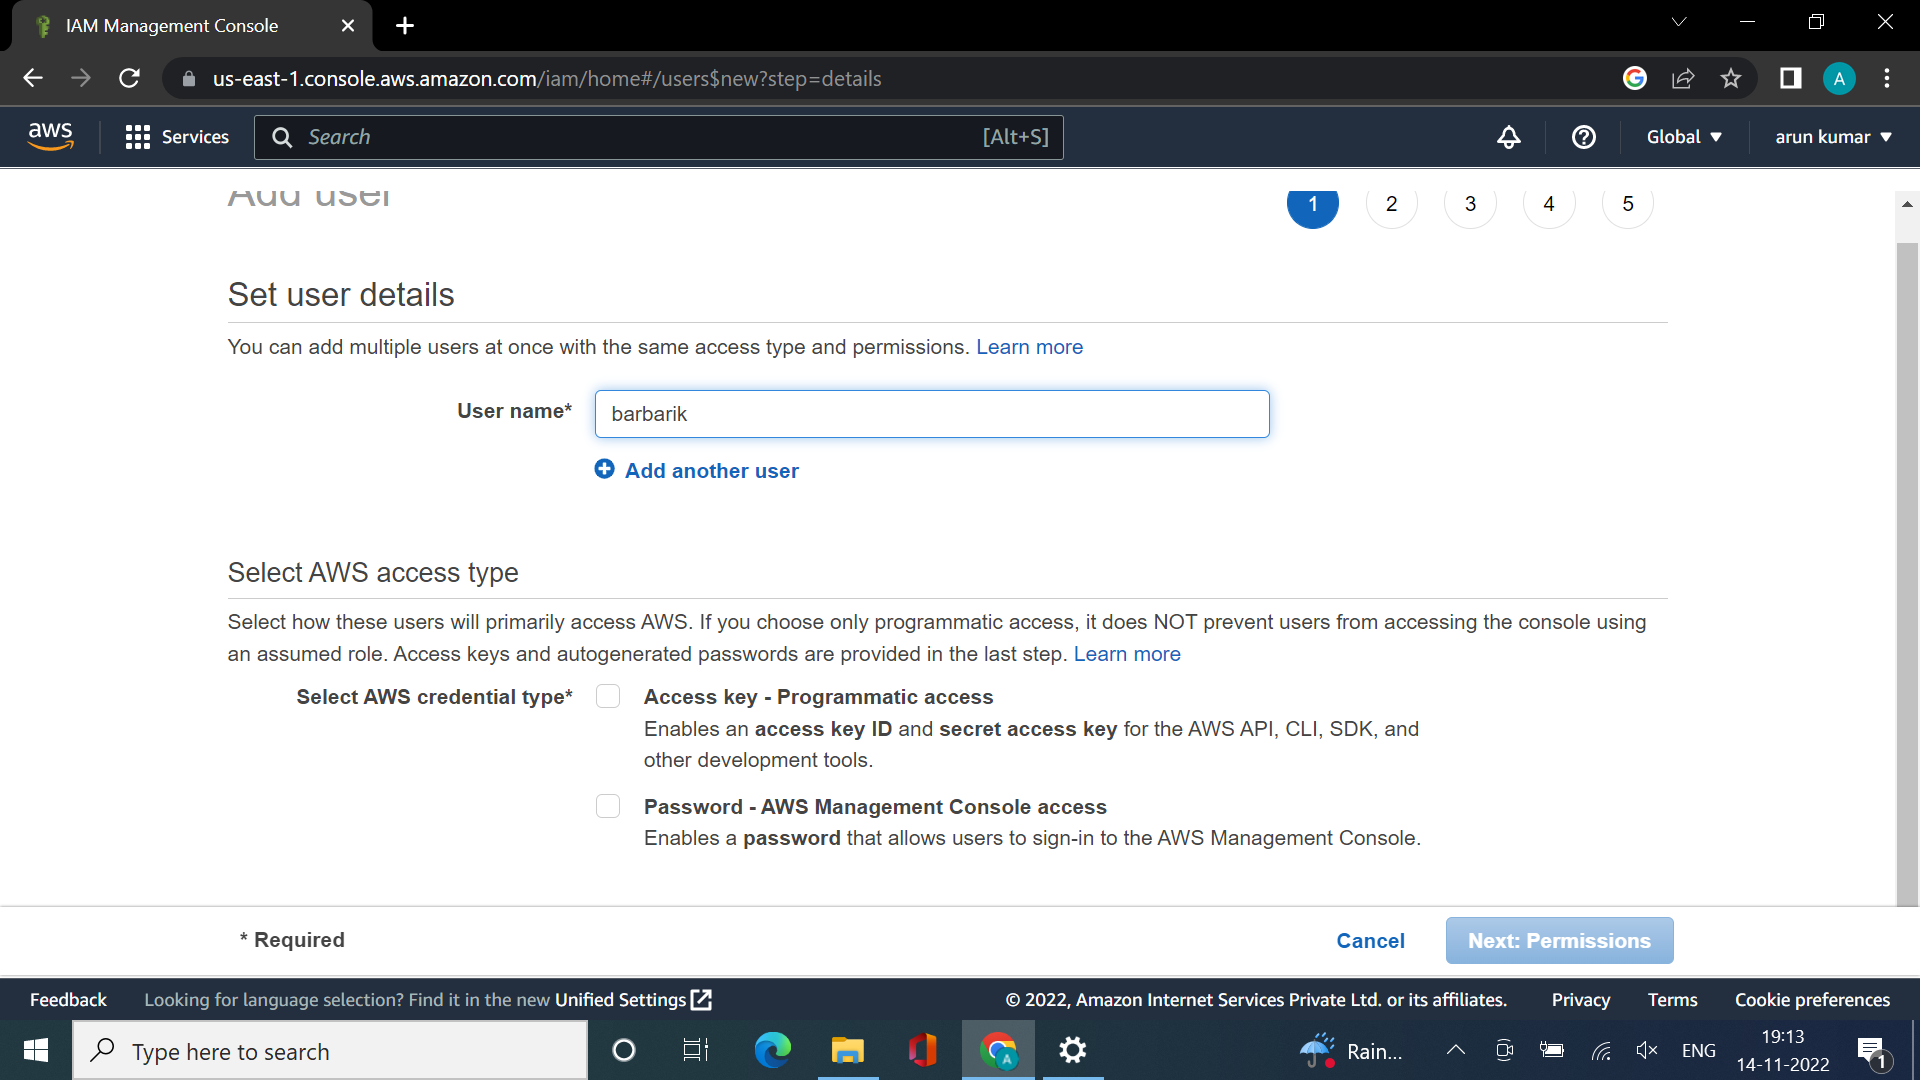 IAM Management Console
us-east-1.console.aws.amazon.com/iam/home#/users$new?step=details
A
aws
Services
Search
[Alt+S]
Global
arun kumar
Add user
1
2
3
4
5
Set user details
You can add multiple users at once with the same access type and permissions. Learn more
User name*
barbarik
Add another user
Select AWS access type
Select how these users will primarily access AWS. If you choose only programmatic access, it does NOT prevent users from accessing the console using
an assumed role. Access keys and autogenerated passwords are provided in the last step. Learn more
Select AWS credential type*
Access key - Programmatic access
Enables an access key ID and secret access key for the AWS API, CLI, SDK, and
other development tools.
Password - AWS Management Console access
Enables a password that allows users to sign-in to the AWS Management Console.
* Required
Cancel
Next: Permissions
Feedback
Looking for language selection? Find it in the new Unified Settings
© 2022, Amazon Internet Services Private Ltd. or its affiliates.
Privacy
Terms
Cookie preferences
Type here to search
A
Rain...
ENG
19:13
14-11-2022
1